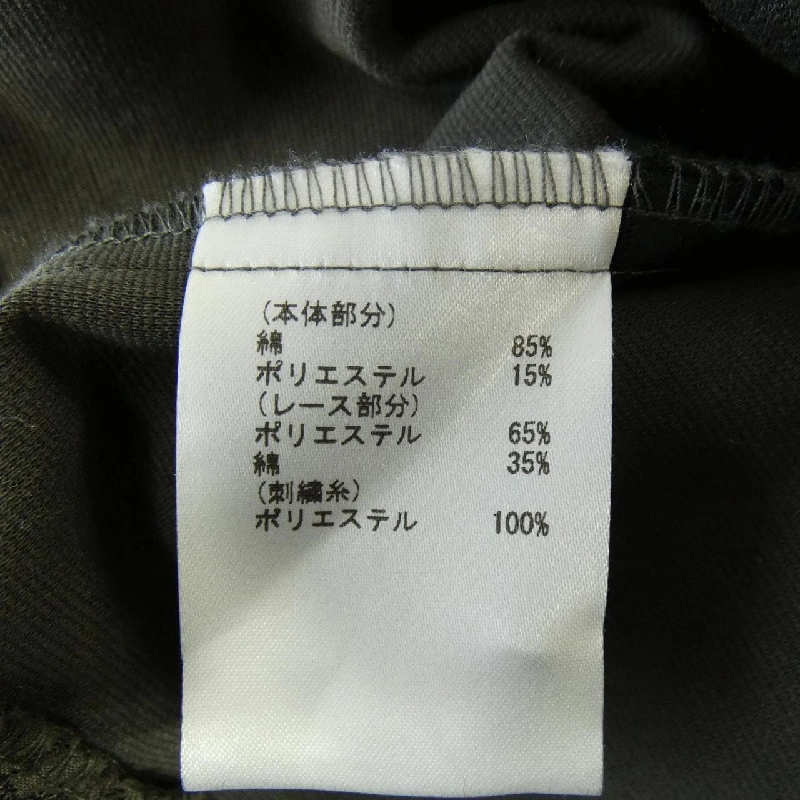 (本体部分)
綿 85%
ポリエステル 15%
(レース部分)
ポリエステル 65%
綿 35%
(刺繍糸)
ポリエステル 100%